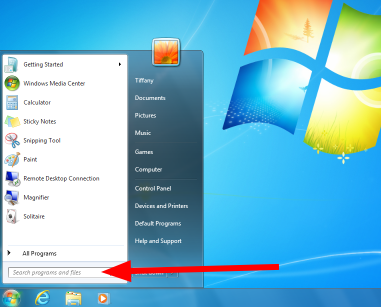 Getting Started
Windows Media Center
Calculator
Sticky Notes
Snipping Tool
Paint
Remote Desktop Connection
Magnifier
Solitaire
All Programs
Search programs and files
Tiffany
Documents
Pictures
Music
Games
Computer
Control Panel
Devices and Printers
Default Programs
Help and Support